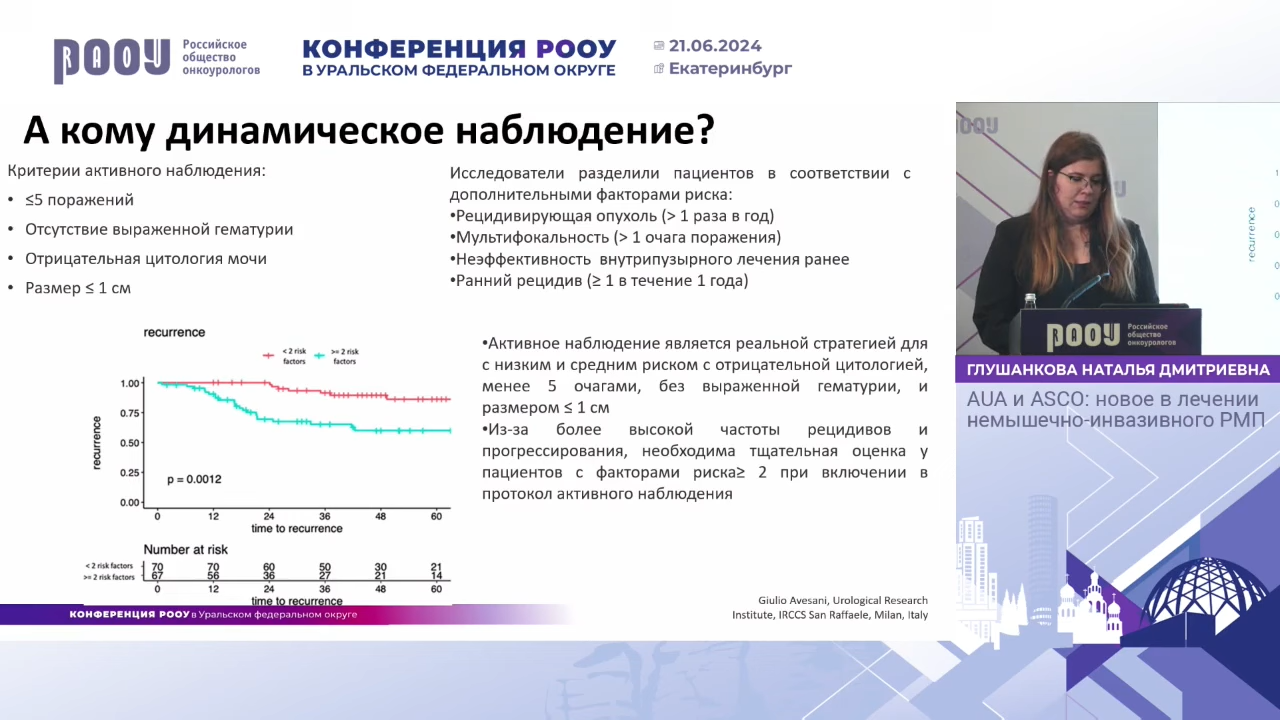 РООУ
Российское
общество
онкоурологов
КОНФЕРЕНЦИЯ РООУ
В УРАЛЬСКОМ ФЕДЕРАЛЬНОМ ОКРУГЕ
21.06.2024
Екатеринбург
А кому динамическое наблюдение?
Критерии активного наблюдения:
• ≤5 поражений
• Отсутствие выраженной гематурии
• Отрицательная цитология мочи
• Размер ≤ 1 см
Исследователи разделили пациентов в соответствии с
дополнительными факторами риска:
•Рецидивирующая опухоль (> 1 раза в год)
•Мультифокальность (> 1 очага поражения)
•Неэффективность внутрипузырного лечения ранее
•Ранний рецидив (≥ 1 в течение 1 года)
recurrence
< 2 risk factors
>= 2 risk factors
recurrence
1.00
0.75
0.50
0.25
0.00
p = 0.0012
0 12 24 36 48 60
time to recurrence
Number at risk
< 2 risk factors 70 70 60 50 30 21
>= 2 risk factors 67 56 36 27 21 14
0 12 24 36 48 60
time to recurrence
•Активное наблюдение является реальной стратегией для
с низким и средним риском с отрицательной цитологией,
менее 5 очагами, без выраженной гематурии, и
размером ≤ 1 см
•Из-за более высокой частоты рецидивов и
прогрессирования, необходима тщательная оценка у
пациентов с факторами риска≥ 2 при включении в
протокол активного наблюдения
Giulio Avesani, Urological Research
Institute, IRCCS San Raffaele, Milan, Italy
КОНФЕРЕНЦИЯ РООУ в Уральском федеральном округе
РООУ
recurrence
1
0
0
0
РООУ
Российское
общество
онкоурологов
ГЛУШАНКОВА НАТАЛЬЯ ДМИТРИЕВНА
AUA и ASCO: новое в лечении
немышечно-инвазивного РМП